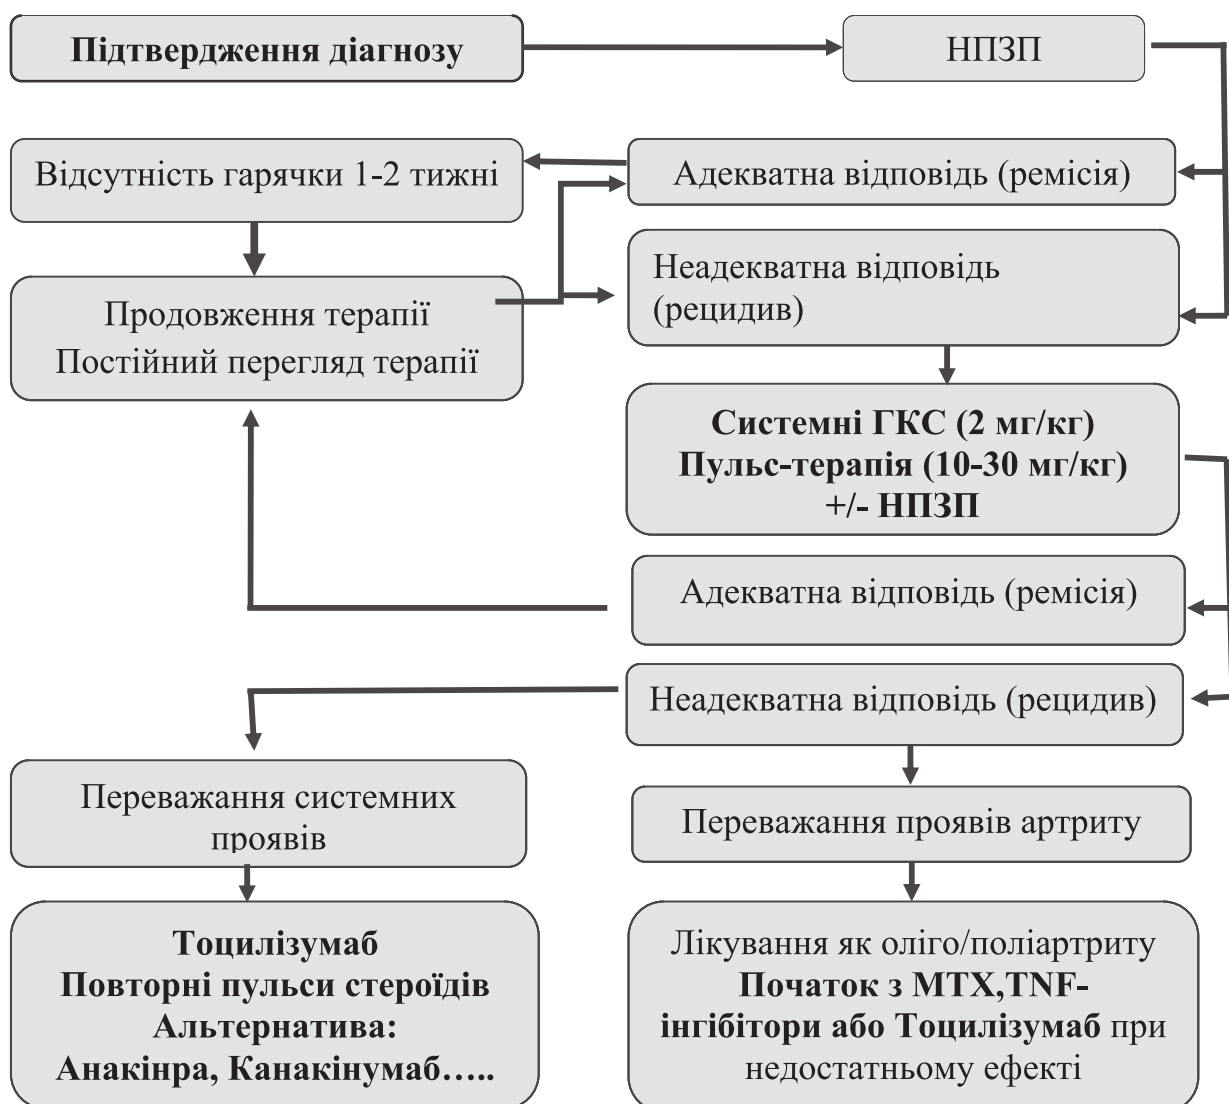 Підтвердження діагнозу
НПЗП
Відсутність гарячки 1-2 тижні
Адекватна відповідь (ремісія)
Неадекватна відповідь
(рецидив)
Продовження терапії
Постійний перегляд терапії
Системні ГКС (2 мг/кг)
Пульс-терапія (10-30 мг/кг)
+/- НПЗП
Адекватна відповідь (ремісія)
Неадекватна відповідь (рецидив)
Переважання системних
проявів
Переважання проявів артриту
Тоцилізумаб
Повторні пульси стероїдів
Альтернатива:
Анакінра, Канакінумаб…..
Лікування як оліго/поліартриту
Початок з МТХ,TNF-
інгібітори або Тоцилізумаб при
недостатньому ефекті